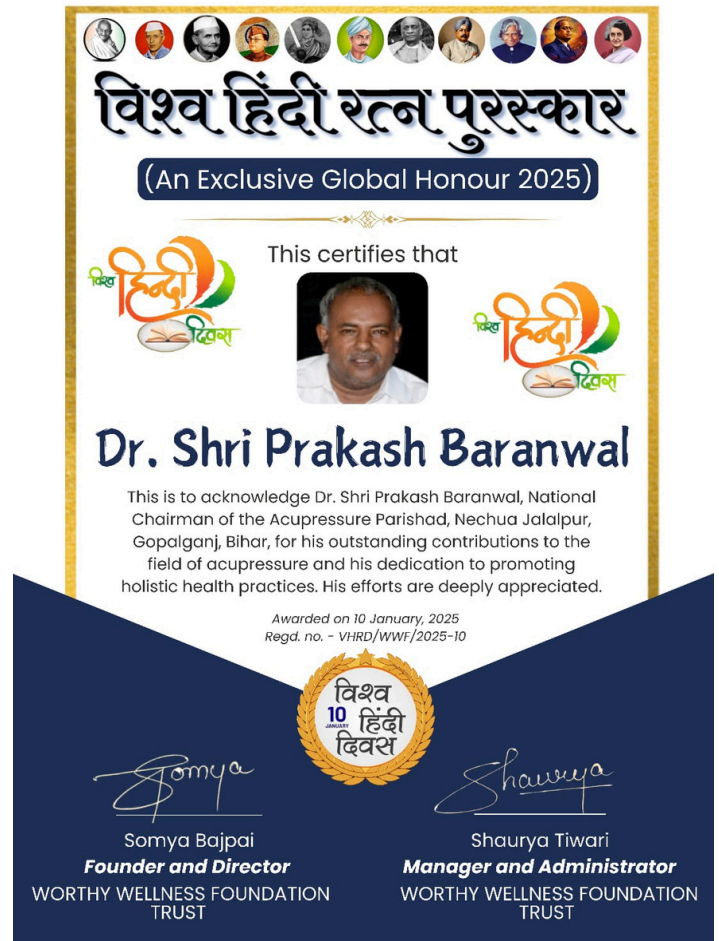 विश्व हिंदी रत्न पुरस्कार
(An Exclusive Global Honour 2025)
This certifies that
विश्व हिन्दी दिवस
विश्व हिन्दी दिवस
Dr. Shri Prakash Baranwal
This is to acknowledge Dr. Shri Prakash Baranwal, National
Chairman of the Acupressure Parishad, Nechua Jalalpur,
Gopalganj, Bihar, for his outstanding contributions to the
field of acupressure and his dedication to promoting
holistic health practices. His efforts are deeply appreciated.
Awarded on 10 January, 2025
Regd. no. - VHRD/WWF/2025-10
विश्व
10 JANUARY हिंदी
दिवस
Somya
Shaurya
Somya Bajpai
Founder and Director
WORTHY WELLNESS FOUNDATION
TRUST
Shaurya Tiwari
Manager and Administrator
WORTHY WELLNESS FOUNDATION
TRUST